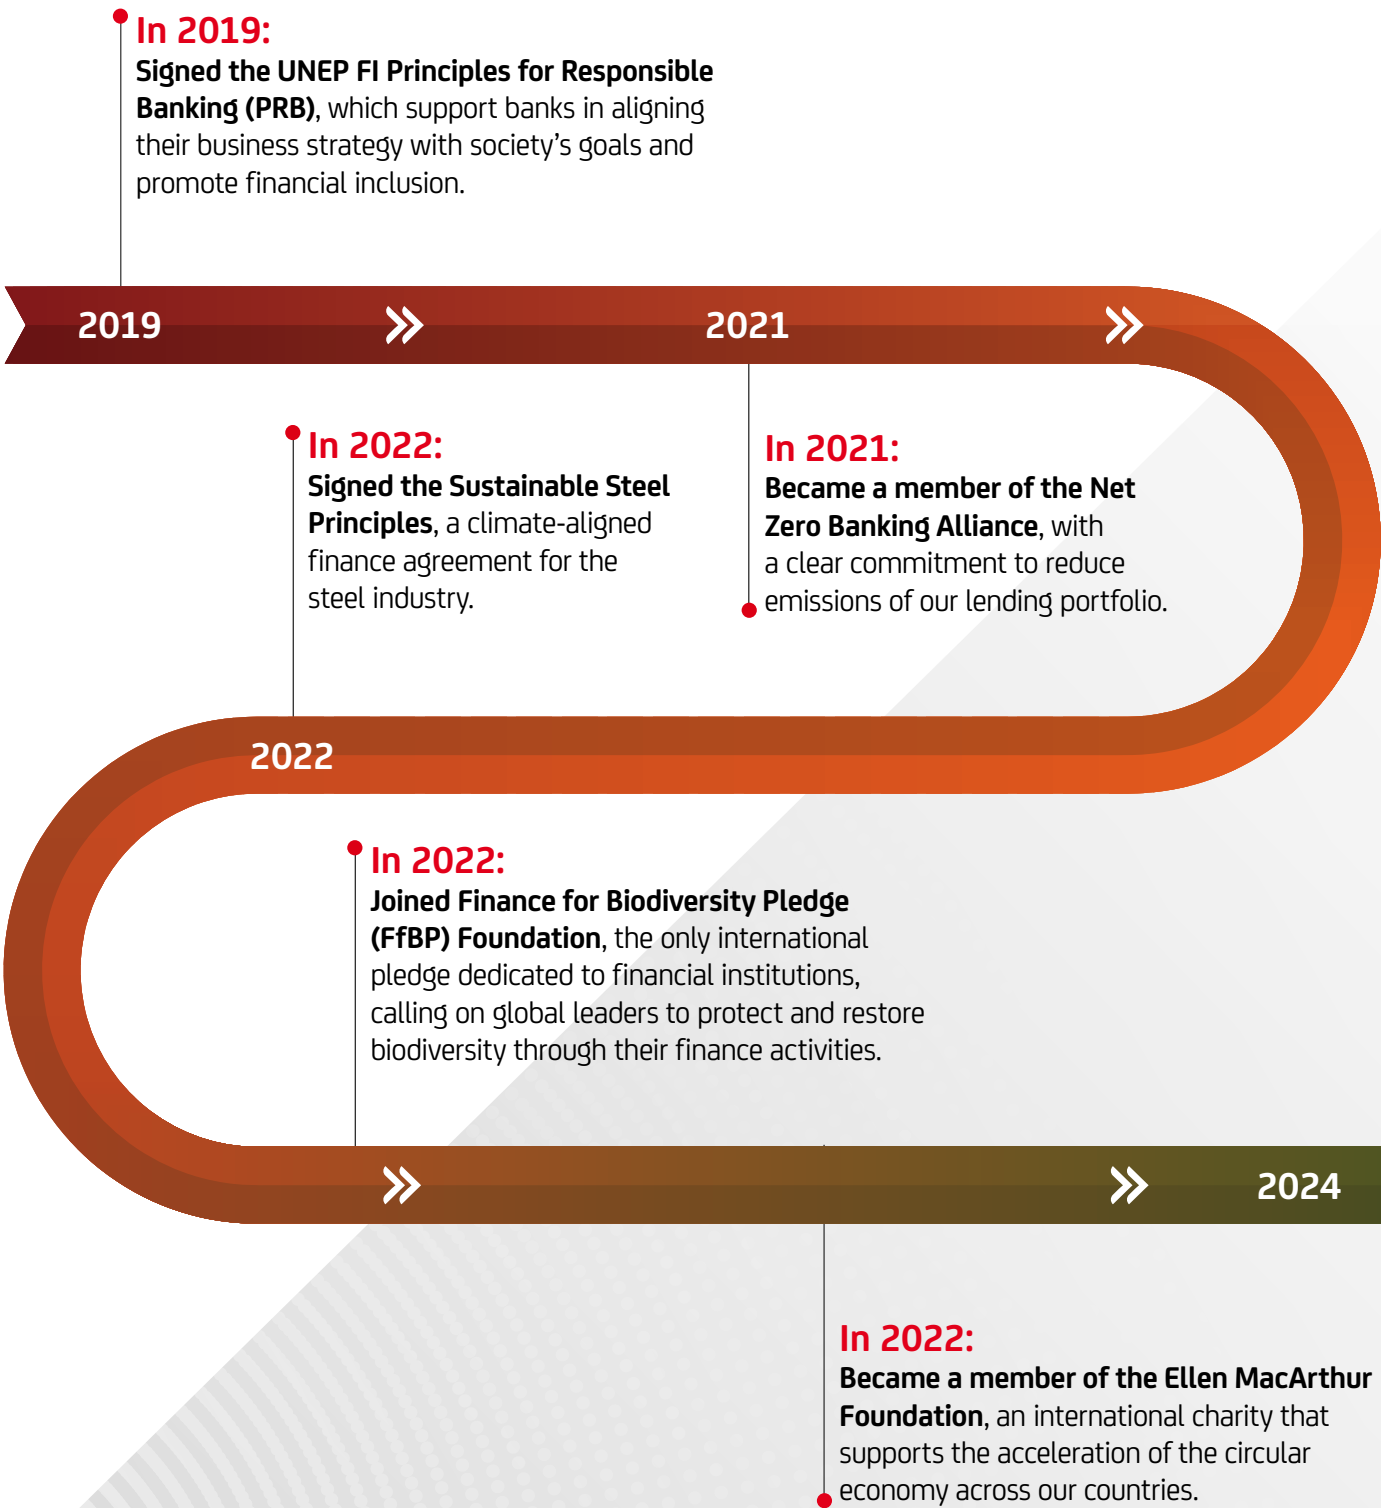 In 2019:
Signed the UNEP FI Principles for Responsible
Banking (PRB), which support banks in aligning
their business strategy with society’s goals and
promote financial inclusion.
2019
2021
In 2022:
Signed the Sustainable Steel
Principles, a climate-aligned
finance agreement for the
steel industry.
In 2021:
Became a member of the Net
Zero Banking Alliance, with
a clear commitment to reduce
emissions of our lending portfolio.
2022
In 2022:
Joined Finance for Biodiversity Pledge
(FfBP) Foundation, the only international
pledge dedicated to financial institutions,
calling on global leaders to protect and restore
biodiversity through their finance activities.
2024
In 2022:
Became a member of the Ellen MacArthur
Foundation, an international charity that
supports the acceleration of the circular
economy across our countries.